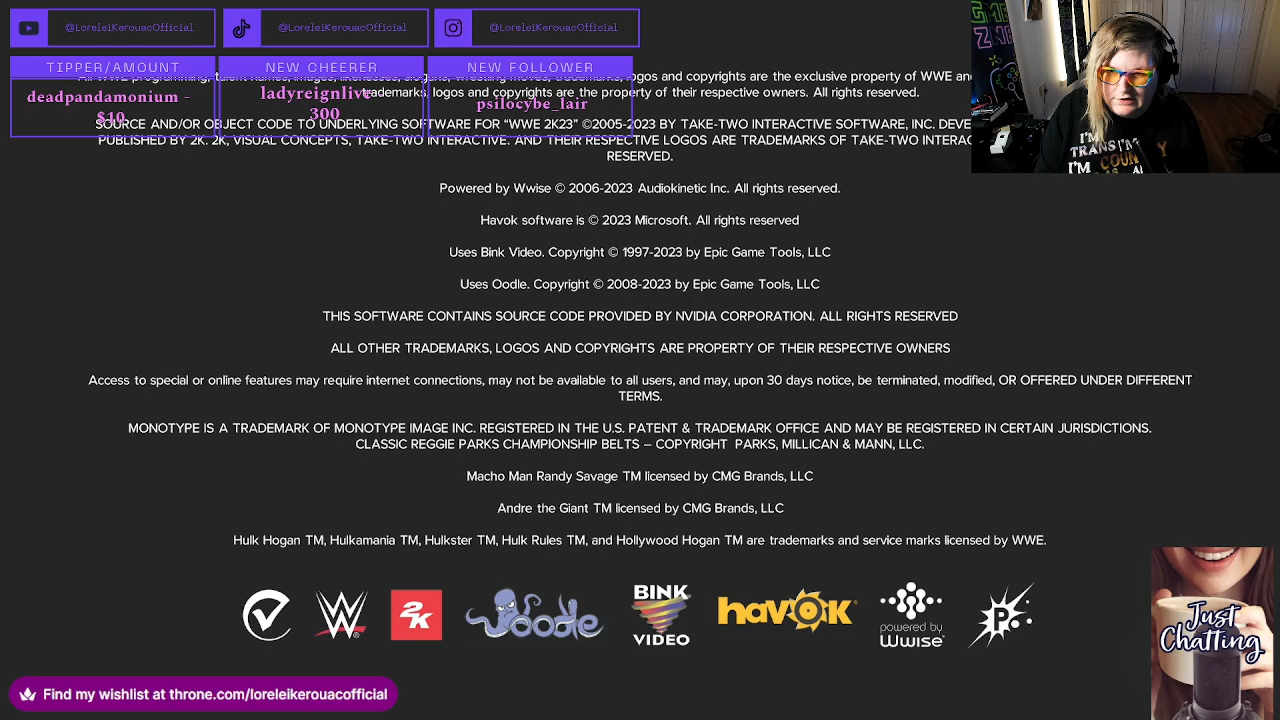 @LoreleiKerouacOfficial
@LoreleiKerouacOfficial
@LoreleiKerouacOfficial
TIPPER/AMOUNT
NEW CHEERER
NEW FOLLOWER
deadpandamonium -
$10
ladyreignlive
300
psilocybe_lair
logos and copyrights are the exclusive property of WWE and
trademarks, logos and copyrights are the property of their respective owners. All rights reserved.
SOURCE AND/OR OBJECT CODE TO UNDERLYING SOFTWARE FOR “WWE 2K23” ©2005-2023 BY TAKE-TWO INTERACTIVE SOFTWARE, INC.
PUBLISHED BY 2K. 2K, VISUAL CONCEPTS, TAKE-TWO INTERACTIVE. AND THEIR RESPECTIVE LOGOS ARE TRADEMARKS OF TAKE-TWO
RESERVED.
Powered by Wwise © 2006-2023 Audiokinetic Inc. All rights reserved.
Havok software is © 2023 Microsoft. All rights reserved
Uses Bink Video. Copyright © 1997-2023 by Epic Game Tools, LLC
Uses Oodle. Copyright © 2008-2023 by Epic Game Tools, LLC
THIS SOFTWARE CONTAINS SOURCE CODE PROVIDED BY NVIDIA CORPORATION. ALL RIGHTS RESERVED
ALL OTHER TRADEMARKS, LOGOS AND COPYRIGHTS ARE PROPERTY OF THEIR RESPECTIVE OWNERS
Access to special or online features may require internet connections, may not be available to all users, and may, upon 30 days notice, be terminated, modified, OR OFFERED UNDER DIFFERENT
TERMS.
MONOTYPE IS A TRADEMARK OF MONOTYPE IMAGE INC. REGISTERED IN THE U.S. PATENT & TRADEMARK OFFICE AND MAY BE REGISTERED IN CERTAIN JURISDICTIONS.
CLASSIC REGGIE PARKS CHAMPIONSHIP BELTS – COPYRIGHT PARKS, MILLICAN & MANN, LLC.
Macho Man Randy Savage TM licensed by CMG Brands, LLC
Andre the Giant TM licensed by CMG Brands, LLC
Hulk Hogan TM, Hulkamania TM, Hulkster TM, Hulk Rules TM, and Hollywood Hogan TM are trademarks and service marks licensed by WWE.
W
2K
oodle
BINK
VIDEO
havok
powered by
Wwise
I'M
TRANS I'M
I'M COUNTRY
Just
Chatting
Find my wishlist at throne.com/loreleikerouacofficial